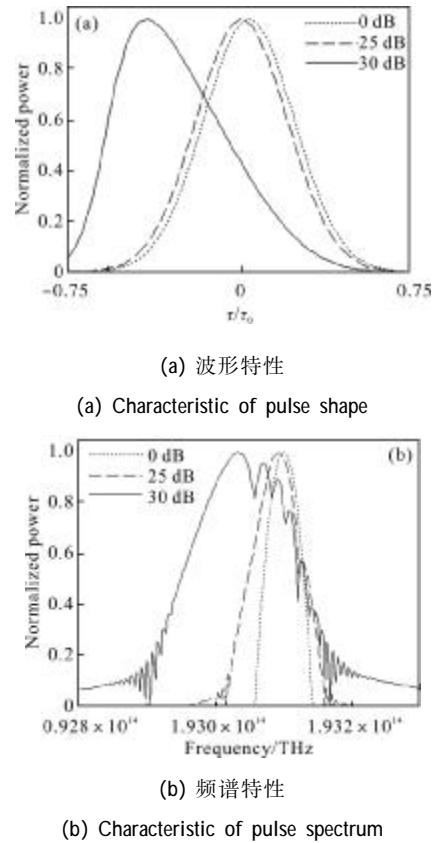 (a)
0 dB
25 dB
30 dB
Normalized power
1.0
0.8
0.6
0.4
0.2
0
-0.75
0
0.75
τ/τ₀
(a) 波形特性
(a) Characteristic of pulse shape
(b)
0 dB
25 dB
30 dB
Normalized power
1.0
0.8
0.6
0.4
0.2
0
0.928 × 10¹⁴
1.930 × 10¹⁴
1.932 × 10¹⁴
Frequency/THz
(b) 频谱特性
(b) Characteristic of pulse spectrum